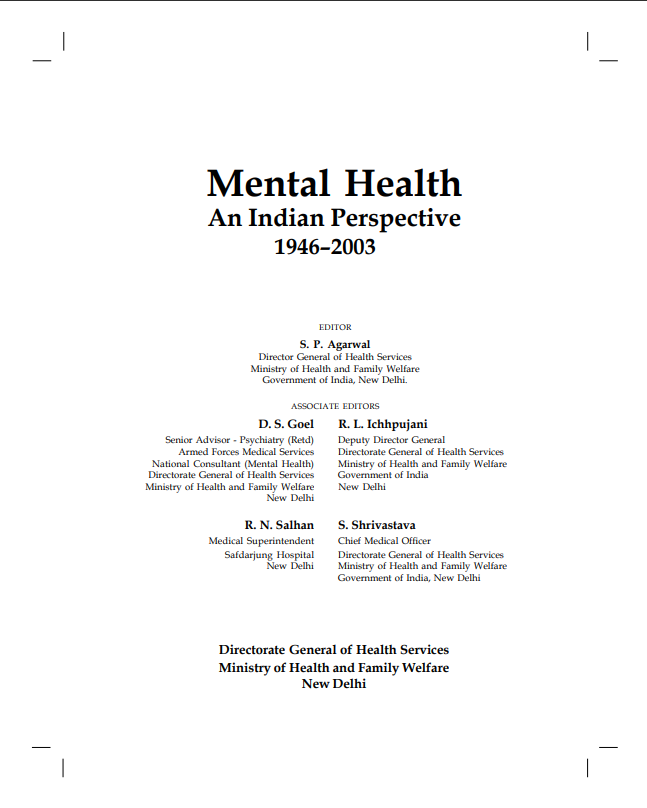 Mental Health
An Indian Perspective
1946–2003
EDITOR
S. P. Agarwal
Director General of Health Services
Ministry of Health and Family Welfare
Government of India, New Delhi.
ASSOCIATE EDITORS
D. S. Goel
Senior Advisor - Psychiatry (Retd)
Armed Forces Medical Services
National Consultant (Mental Health)
Directorate General of Health Services
Ministry of Health and Family Welfare
New Delhi
R. L. Ichhpujani
Deputy Director General
Directorate General of Health Services
Ministry of Health and Family Welfare
Government of India
New Delhi
R. N. Salhan
Medical Superintendent
Safdarjung Hospital
New Delhi
S. Shrivastava
Chief Medical Officer
Directorate General of Health Services
Ministry of Health and Family Welfare
Government of India, New Delhi
Directorate General of Health Services
Ministry of Health and Family Welfare
New Delhi